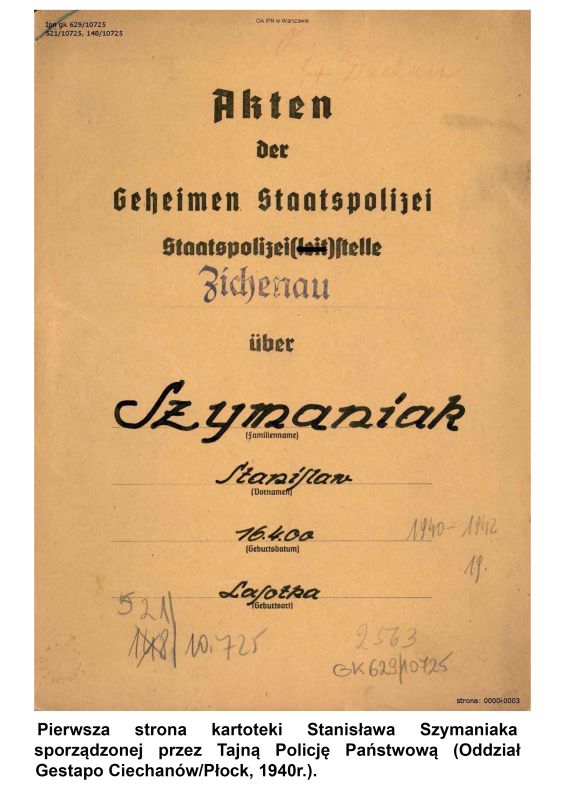 Ipn gk 629/10725
521/10725, 148/10725
OA IPN w Warszawie
+ Dachau
Akten
der
Geheimen Staatspolizei
Staatspolizei(leit)stelle
Zichenau
über
Szymaniak
(Familienname)
Stanislaw
(Vornamen)
16.4.00
(Geburtsdatum)
1940-1942
19.
Lasotka
(Geburtsort)
521
148/10.725
2563
GK 629/10725
strona: 0000-0003
Pierwsza strona kartoteki Stanisława Szymaniaka
sporządzonej przez Tajną Policję Państwową (Oddział
Gestapo Ciechanów/Płock, 1940r.).